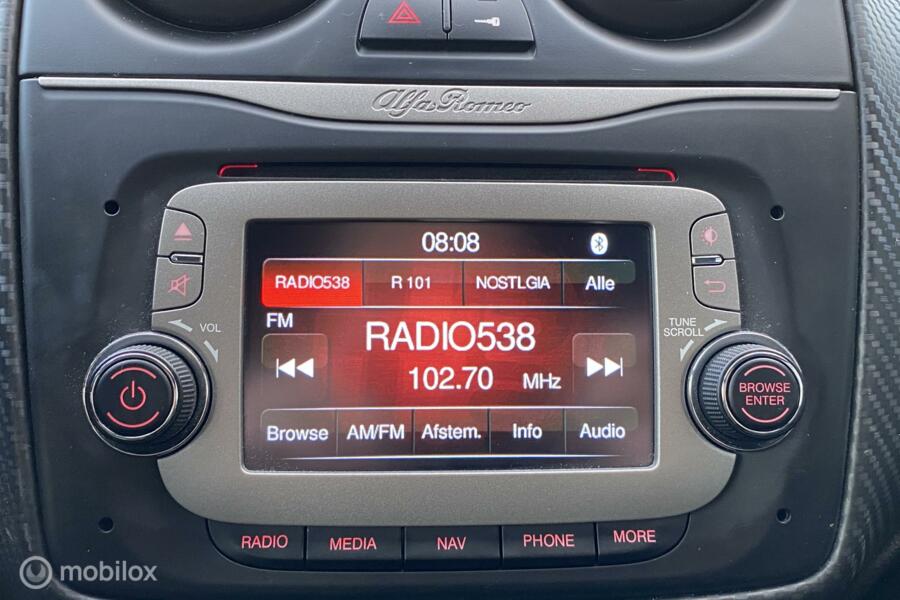 Alfa Romeo
08:08
RADIO538 R 101 NOSTLGIA Alle
FM
RADIO538
102.70 MHz
Browse AM/FM Afstem. Info Audio
VOL
TUNE
SCROLL
BROWSE
ENTER
RADIO MEDIA NAV PHONE MORE
mobilox